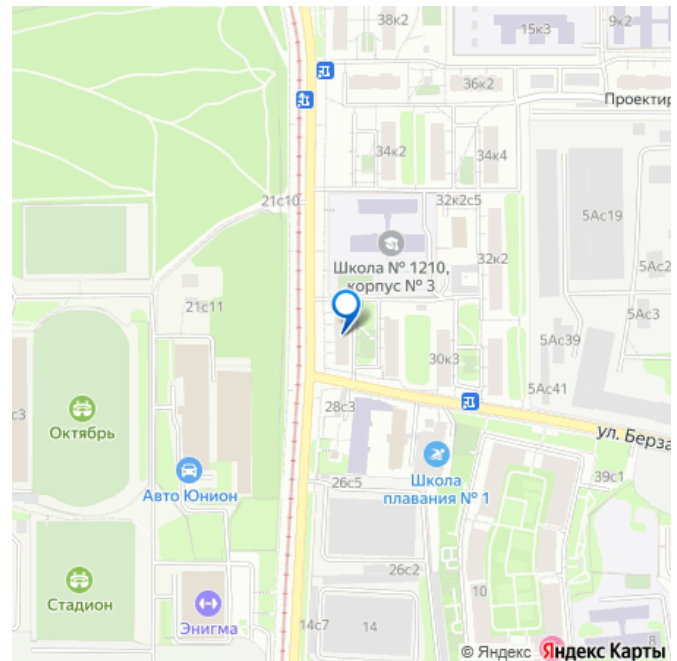 38к2
9к2
15к3
36к2
Проектир
34к2
34к4
21с10
32к2с5
5Ас19
Школа № 1210,
корпус № 3
32к2
5Ас2
21с11
5Ас3
5Ас39
30к3
с3
Октябрь
5Ас41
28с3
ул. Берза
Авто Юнион
Школа
плавания № 1
26с5
39с1
26с2
Стадион
10
Энигма
14с7
14
8
© Яндекс Яндекс Карты